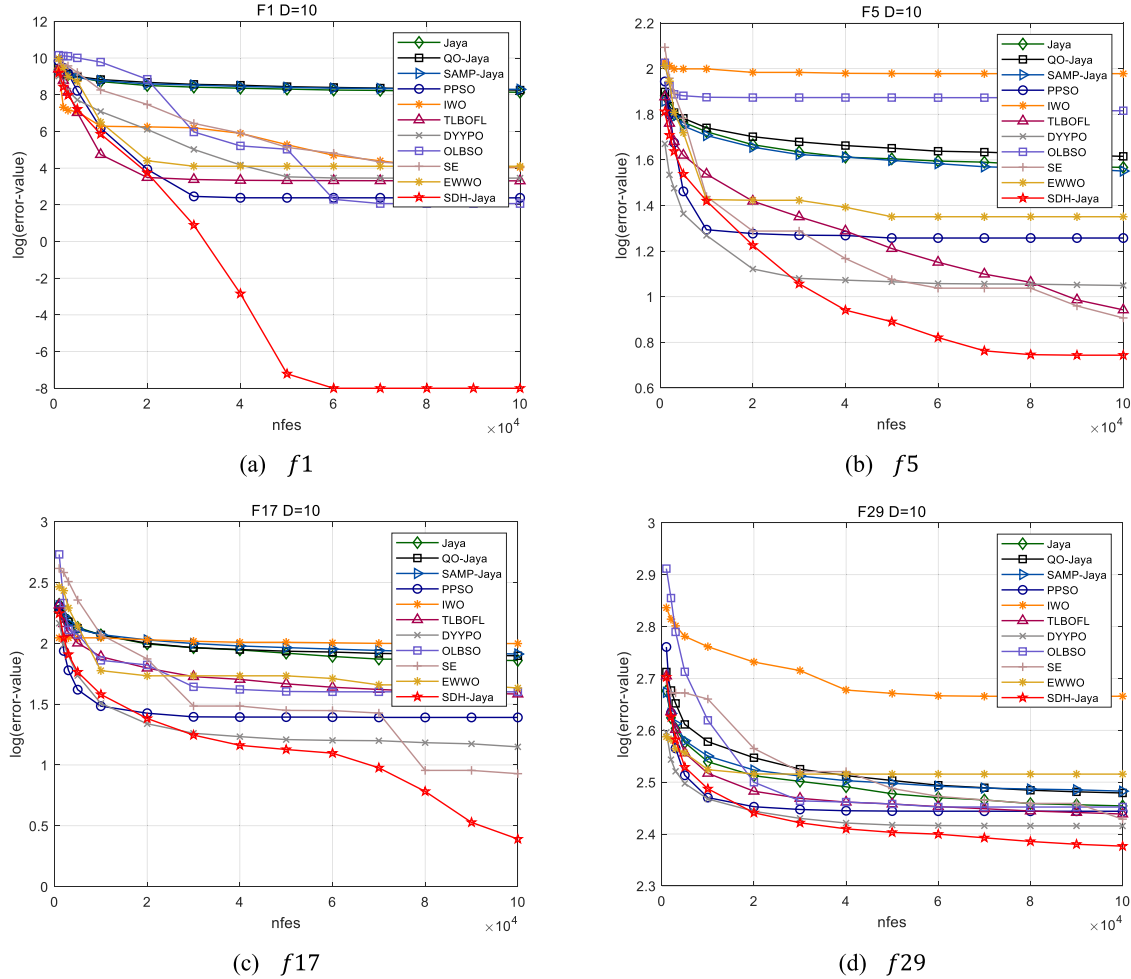 F1 D=10
12
10
8
6
4
2
0
-2
-4
-6
-8
log(error-value)
0
2
4
6
8
10
nfes
×10⁴
Jaya
QO-Jaya
SAMP-Jaya
PPSO
IWO
TLBOFL
DYYPO
OLBSO
SE
EWWO
SDH-Jaya
(a) f1
F5 D=10
2.2
2
1.8
1.6
1.4
1.2
1
0.8
0.6
log(error-value)
0
2
4
6
8
10
nfes
×10⁴
Jaya
QO-Jaya
SAMP-Jaya
PPSO
IWO
TLBOFL
DYYPO
OLBSO
SE
EWWO
SDH-Jaya
(b) f5
F17 D=10
3
2.5
2
1.5
1
0.5
0
log(error-value)
0
2
4
6
8
10
nfes
×10⁴
Jaya
QO-Jaya
SAMP-Jaya
PPSO
IWO
TLBOFL
DYYPO
OLBSO
SE
EWWO
SDH-Jaya
(c) f17
F29 D=10
3
2.9
2.8
2.7
2.6
2.5
2.4
2.3
log(error-value)
0
2
4
6
8
10
nfes
×10⁴
Jaya
QO-Jaya
SAMP-Jaya
PPSO
IWO
TLBOFL
DYYPO
OLBSO
SE
EWWO
SDH-Jaya
(d) f29